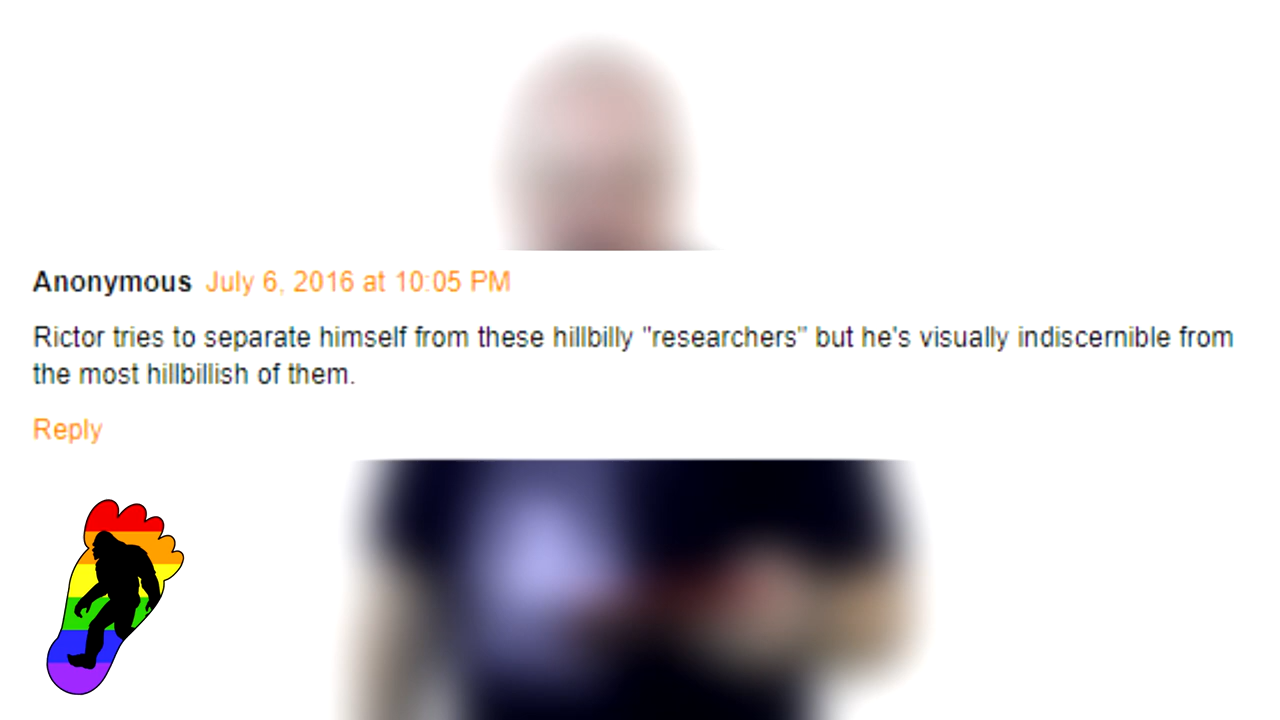 Anonymous July 6, 2016 at 10:05 PM
Rictor tries to separate himself from these hillbilly "researchers" but he's visually indiscernible from
the most hillbillish of them.
Reply